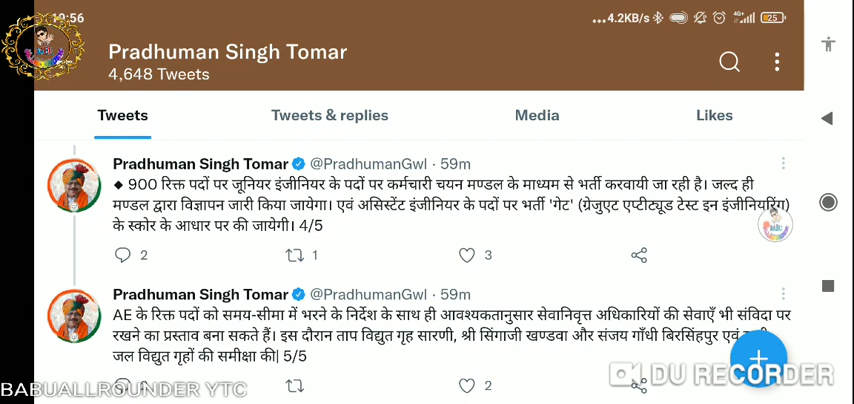 19:56
...4.2KB/s 4G+ 25
Pradhuman Singh Tomar
4,648 Tweets
Tweets Tweets & replies Media Likes
Pradhuman Singh Tomar @PradhumanGwl · 59m
◆ 900 रिक्त पदों पर जूनियर इंजीनियर के पदों पर कर्मचारी चयन मण्डल के माध्यम से भर्ती करवायी जा रही है। जल्द ही
मण्डल द्वारा विज्ञापन जारी किया जायेगा। एवं असिस्टेंट इंजीनियर के पदों पर भर्ती 'गेट' (ग्रेजुएट एप्टीट्यूड टेस्ट इन इंजीनियरिंग)
के स्कोर के आधार पर की जायेगी। 4/5
2 1 3
Pradhuman Singh Tomar @PradhumanGwl · 59m
AE के रिक्त पदों को समय-सीमा में भरने के निर्देश के साथ ही आवश्यकतानुसार सेवानिवृत्त अधिकारियों की सेवाएँ भी संविदा पर
रखने का प्रस्ताव बना सकते हैं। इस दौरान ताप विद्युत गृह सारणी, श्री सिंगाजी खण्डवा और संजय गाँधी बिरसिंहपुर एवं
जल विद्युत गृहों की समीक्षा की| 5/5
2
DU RECORDER
BABUALLROUNDER YTC